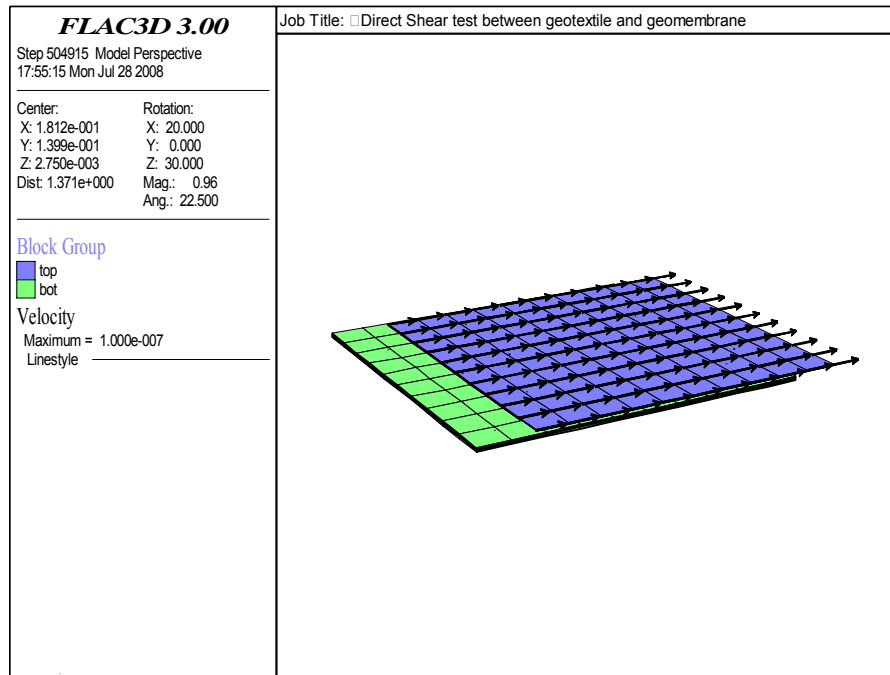 FLAC3D 3.00
Step 504915 Model Perspective
17:55:15 Mon Jul 28 2008
Center:
X: 1.812e-001
Y: 1.399e-001
Z: 2.750e-003
Dist: 1.371e+000
Rotation:
X: 20.000
Y: 0.000
Z: 30.000
Mag.: 0.96
Ang.: 22.500
Block Group
top
bot
Velocity
Maximum = 1.000e-007
Linestyle
Job Title: □Direct Shear test between geotextile and geomembrane